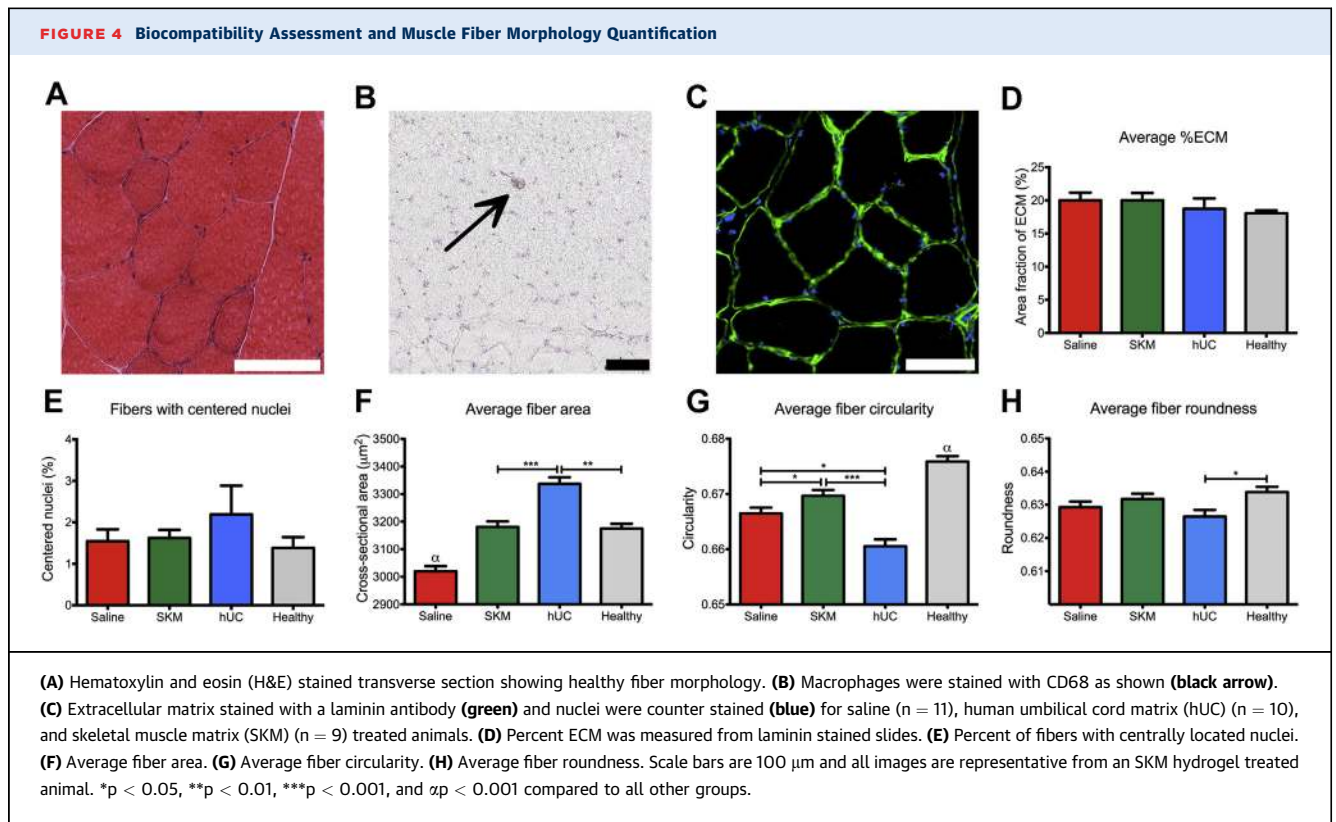 FIGURE 4 Biocompatibility Assessment and Muscle Fiber Morphology Quantification
A
B
C
D
Average %ECM
Area fraction of ECM (%)
25
20
15
10
5
0
Saline SKM hUC Healthy
E
Fibers with centered nuclei
Centered nuclei (%)
4
3
2
1
0
Saline SKM hUC Healthy
F
Average fiber area
Cross-sectional area (μm²)
3500
3400
3300
3200
3100
3000
2900
α
***
**
Saline SKM hUC Healthy
G
Average fiber circularity
Circularity
0.68
0.67
0.66
0.65
*
*
***
α
Saline SKM hUC Healthy
H
Average fiber roundness
Roundness
0.65
0.64
0.63
0.62
0.61
*
Saline SKM hUC Healthy
(A) Hematoxylin and eosin (H&E) stained transverse section showing healthy fiber morphology. (B) Macrophages were stained with CD68 as shown (black arrow).
(C) Extracellular matrix stained with a laminin antibody (green) and nuclei were counter stained (blue) for saline (n = 11), human umbilical cord matrix (hUC) (n = 10),
and skeletal muscle matrix (SKM) (n = 9) treated animals. (D) Percent ECM was measured from laminin stained slides. (E) Percent of fibers with centrally located nuclei.
(F) Average fiber area. (G) Average fiber circularity. (H) Average fiber roundness. Scale bars are 100 μm and all images are representative from an SKM hydrogel treated
animal. *p < 0.05, **p < 0.01, ***p < 0.001, and αp < 0.001 compared to all other groups.